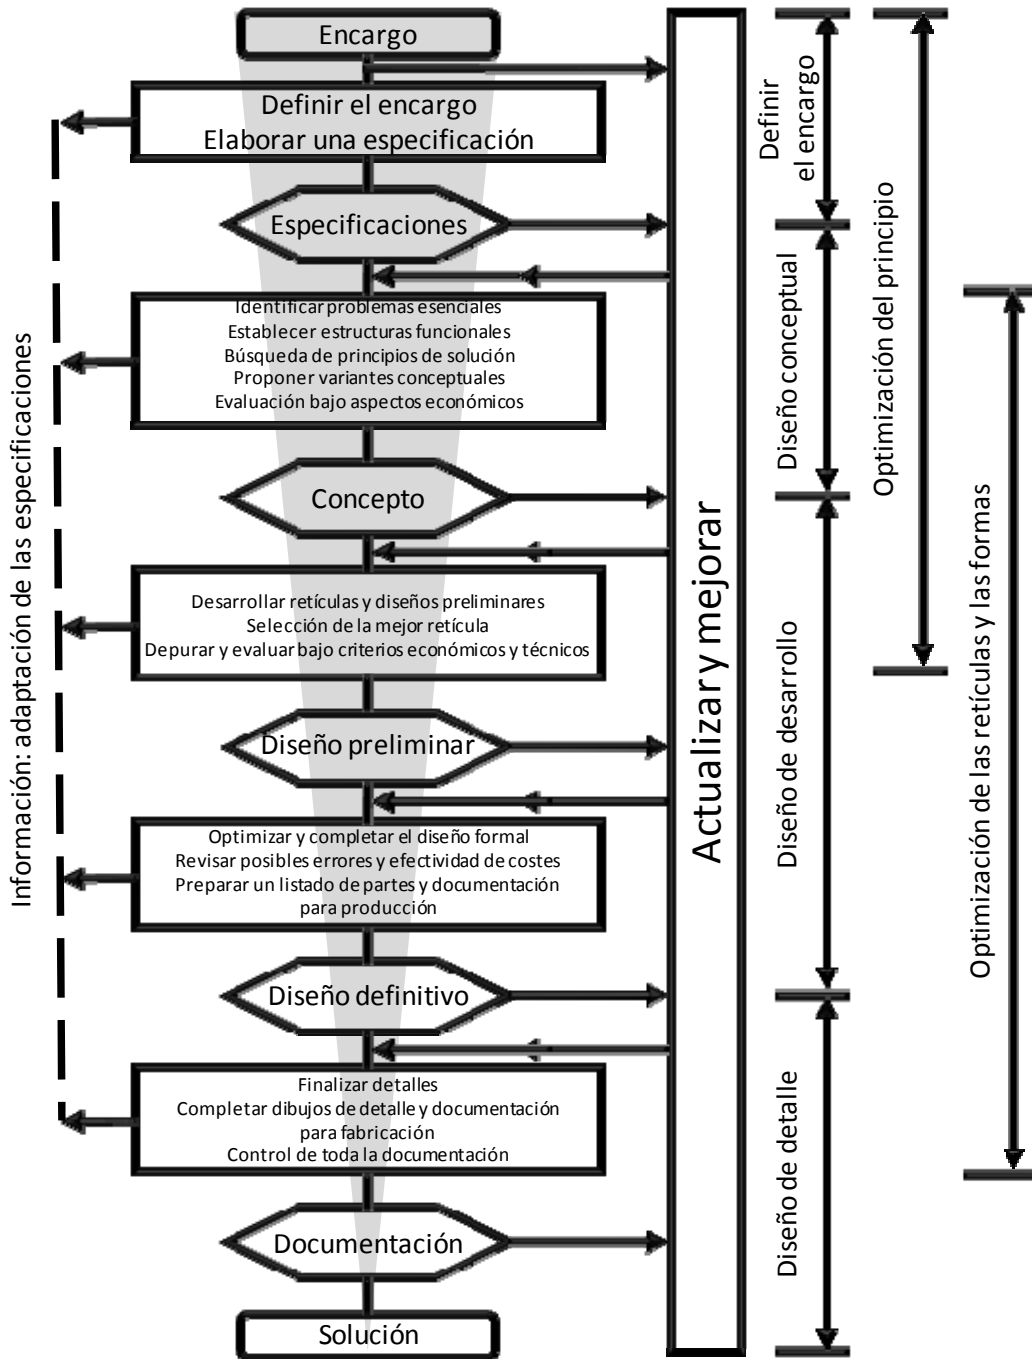 Encargo
Definir el encargo
Elaborar una especificación
Especificaciones
Identificar problemas esenciales
Establecer estructuras funcionales
Búsqueda de principios de solución
Proponer variantes conceptuales
Evaluación bajo aspectos económicos
Concepto
Desarrollar retículas y diseños preliminares
Selección de la mejor retícula
Depurar y evaluar bajo criterios económicos y técnicos
Diseño preliminar
Optimizar y completar el diseño formal
Revisar posibles errores y efectividad de costes
Preparar un listado de partes y documentación
para producción
Diseño definitivo
Finalizar detalles
Completar dibujos de detalle y documentación
para fabricación
Control de toda la documentación
Documentación
Solución
Información: adaptación de las especificaciones
Actualizar y mejorar
Definir
el encargo
Diseño conceptual
Diseño de desarrollo
Diseño de detalle
Optimización del principio
Optimización de las retículas y las formas